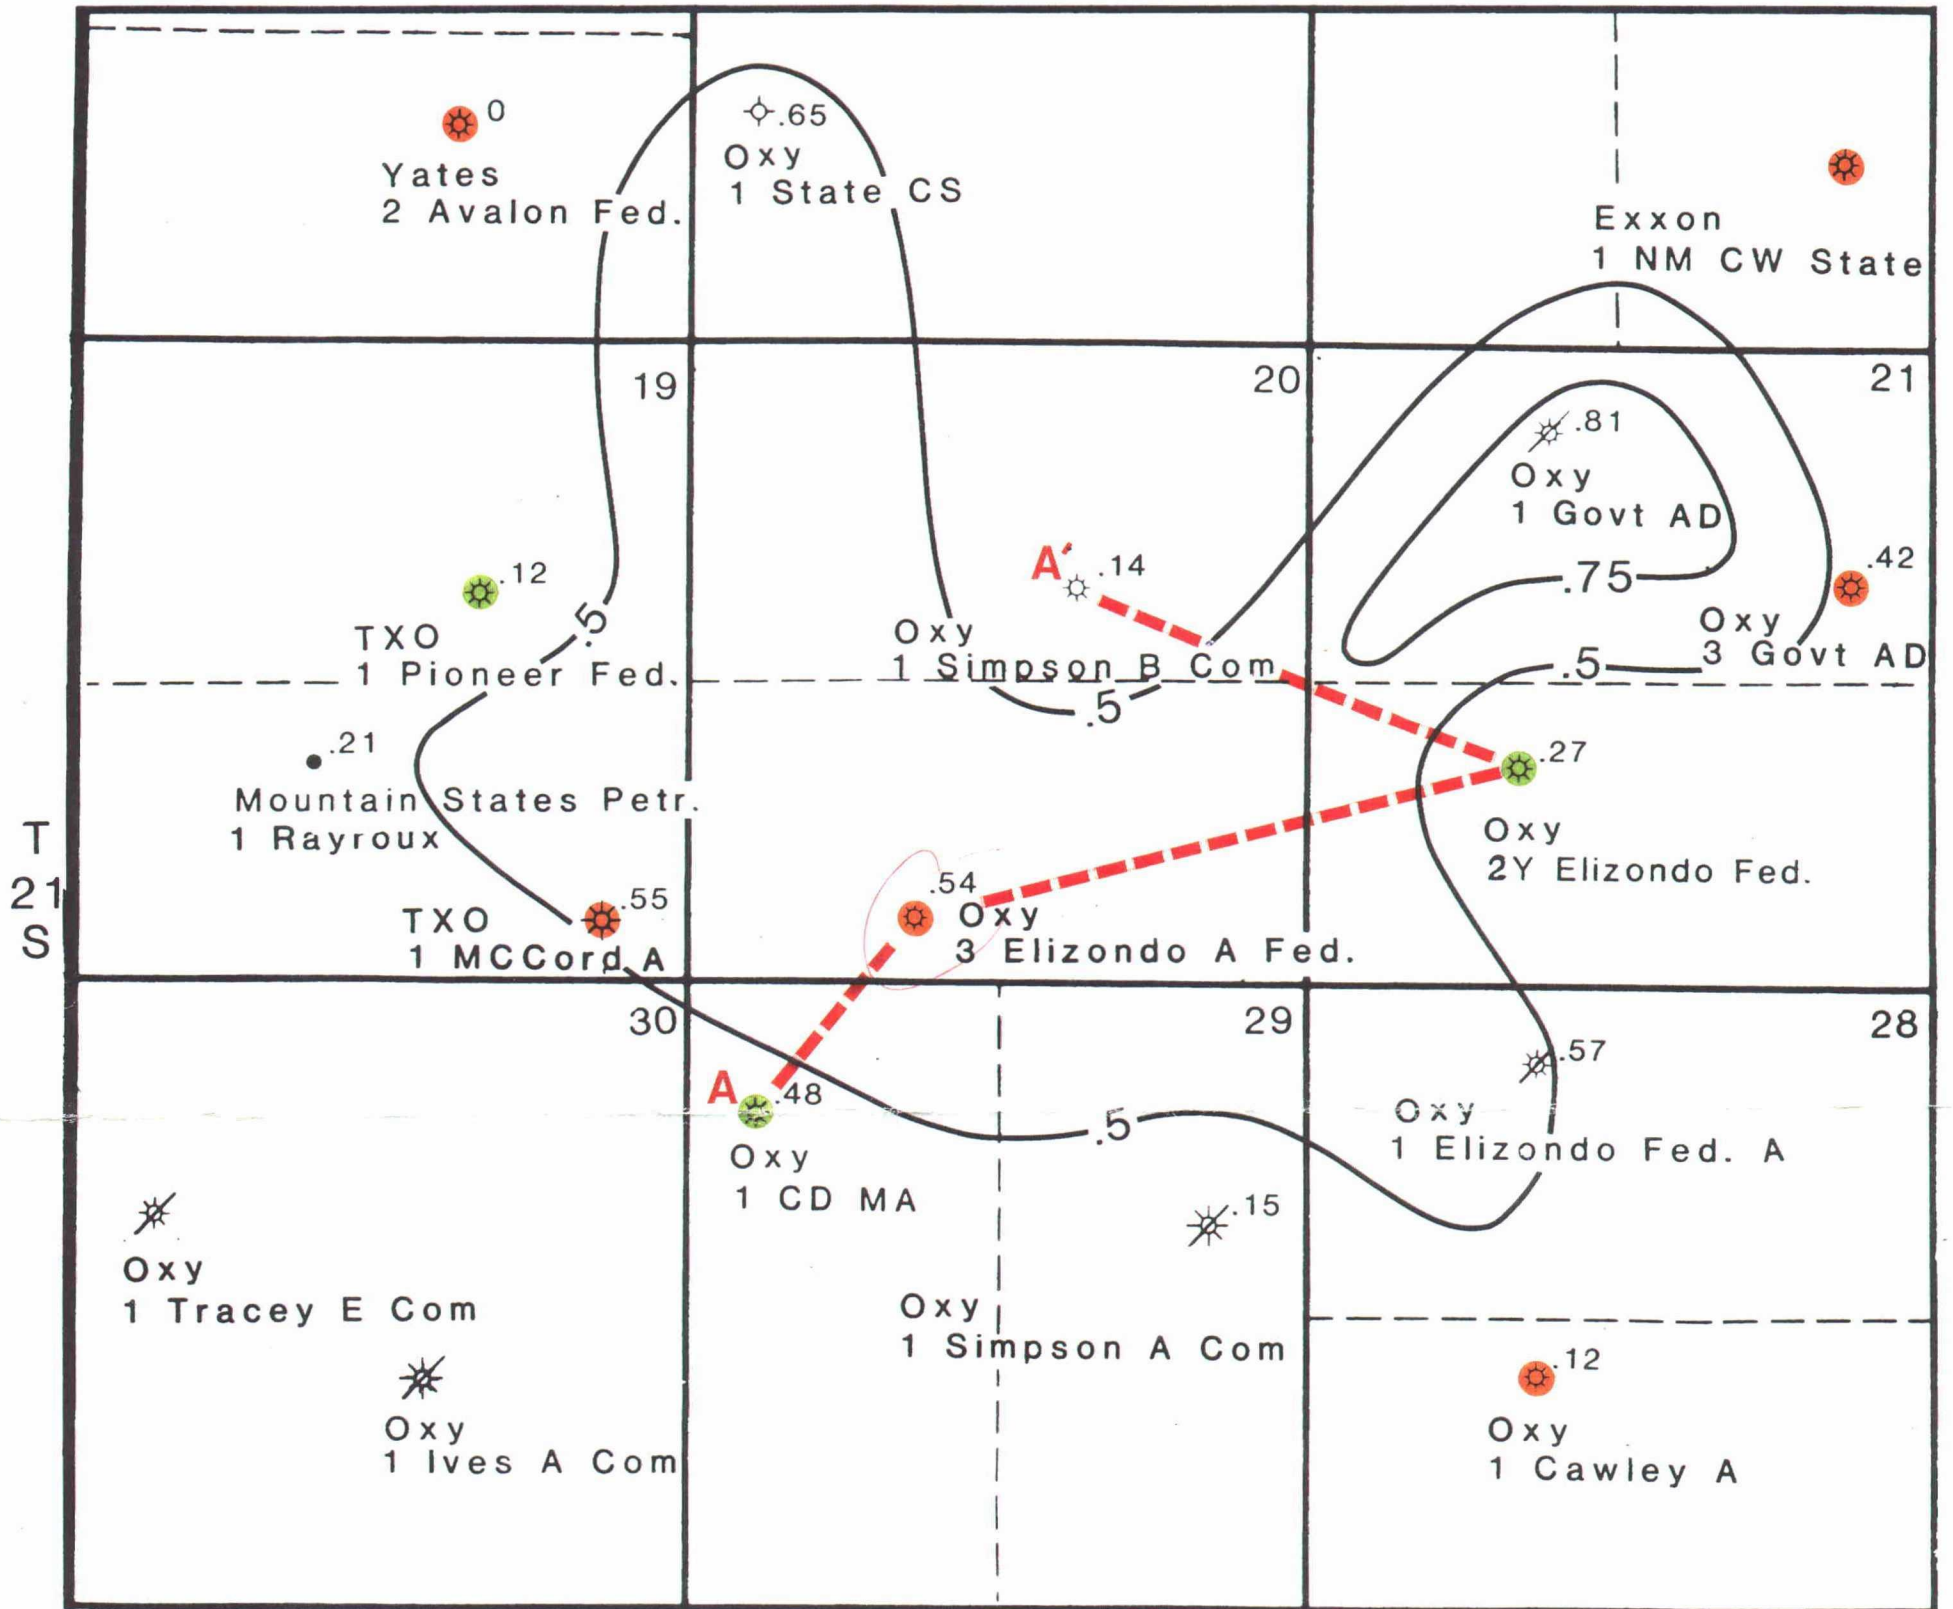 0
Yates
2 Avalon Fed.
.65
Oxy
1 State CS
Exxon
1 NM CW State
19
20
21
.81
Oxy
1 Govt AD
.75
.12
TXO
1 Pioneer Fed.
.5
A′
.14
Oxy
1 Simpson B Com
.5
.42
Oxy
3 Govt AD
.5
.21
Mountain States Petr.
1 Rayroux
.27
Oxy
2Y Elizondo Fed.
T
21
S
.55
TXO
1 MCCord A
.54
Oxy
3 Elizondo A Fed.
30
29
28
A
.48
Oxy
1 CD MA
.5
.57
Oxy
1 Elizondo Fed. A
Oxy
1 Tracey E Com
.15
Oxy
1 Simpson A Com
Oxy
1 Ives A Com
.12
Oxy
1 Cawley A